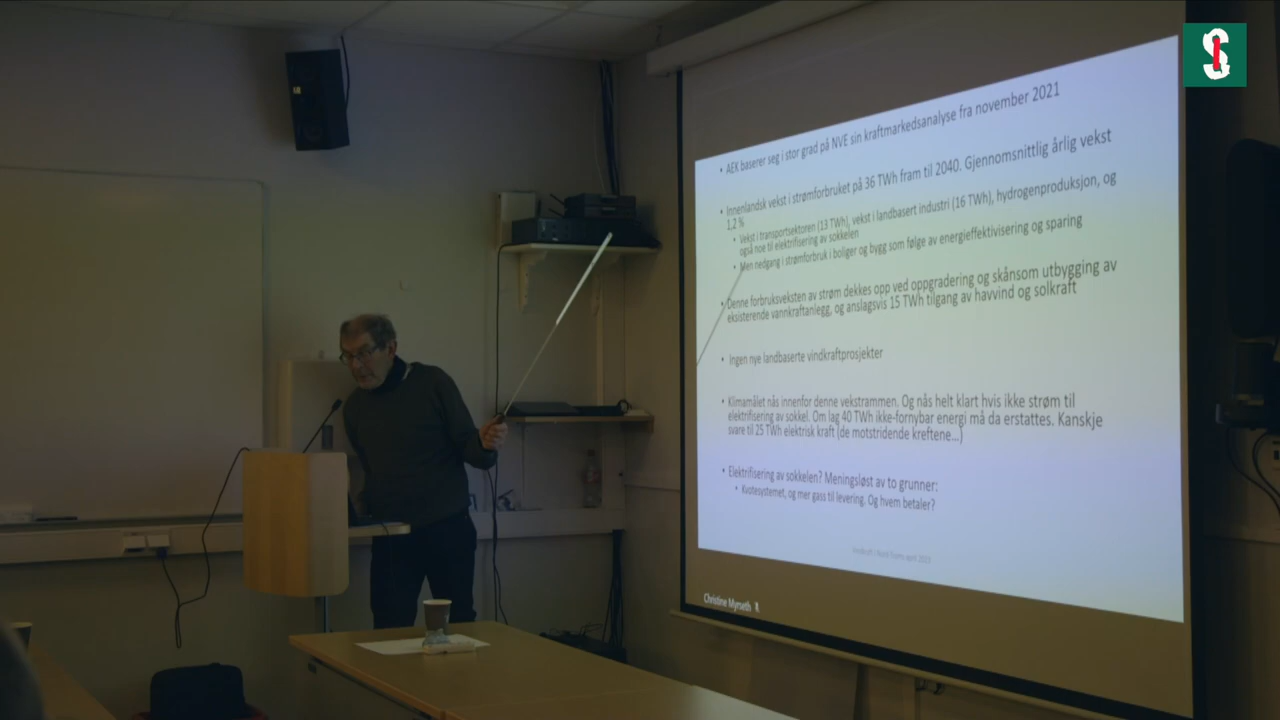 AEK baserer seg i stor grad på NVE sin kraftmarkedsanalyse fra november 2021
Innenlandsk vekst i strømforbruket på 36 TWh fram til 2040. Gjennomsnittlig årlig vekst
1,2 %
Vekst i transportsektoren (13 TWh), vekst i landbasert industri (16 TWh), hydrogenproduksjon, og
også noe til elektrifisering av sokkelen
Men nedgang i strømforbruk i boliger og bygg som følge av energieffektivisering og sparing
Denne forbruksveksten av strøm dekkes opp ved oppgradering og skånsom utbygging av
eksisterende vannkraftanlegg, og anslagsvis 15 TWh tilgang av havvind og solkraft
Ingen nye landbaserte vindkraftprosjekter
Klimamålet nås innenfor denne vekstrammen. Og nås helt klart hvis ikke strøm til
elektrifisering av sokkel. Om lag 40 TWh ikke-fornybar energi må da erstattes. Kanskje
svare til 25 TWh elektrisk kraft (de motstridende kreftene...)
Elektrifisering av sokkelen? Meningsløst av to grunner:
Kvotesystemet, og mer gass til levering. Og hvem betaler?
Christine Myrseth